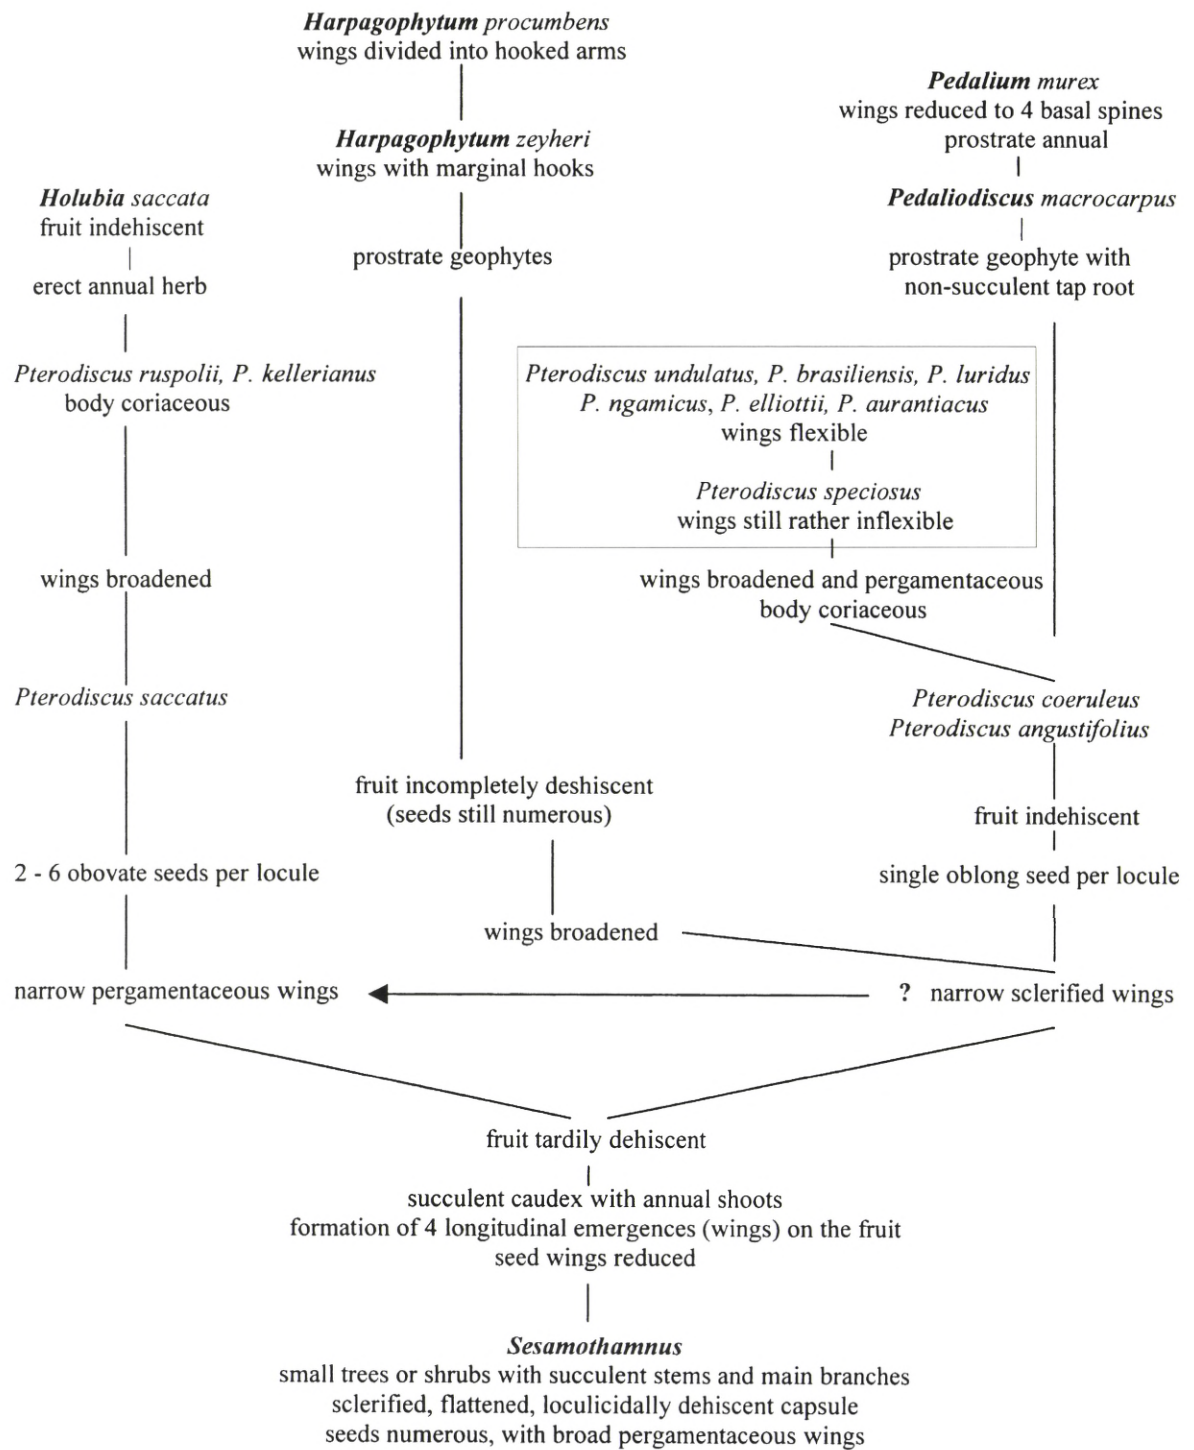 Harpagophytum procumbens
wings divided into hooked arms
Pedalium murex
wings reduced to 4 basal spines
prostrate annual
Harpagophytum zeyheri
wings with marginal hooks
Holubia saccata
fruit indehiscent
Pedaliodiscus macrocarpus
prostrate geophytes
prostrate geophyte with
non-succulent tap root
erect annual herb
Pterodiscus ruspolii, P. kellerianus
body coriaceous
Pterodiscus undulatus, P. brasiliensis, P. luridus
P. ngamicus, P. elliottii, P. aurantiacus
wings flexible
Pterodiscus speciosus
wings still rather inflexible
wings broadened
wings broadened and pergamentaceous
body coriaceous
Pterodiscus saccatus
Pterodiscus coeruleus
Pterodiscus angustifolius
fruit incompletely deshiscent
(seeds still numerous)
fruit indehiscent
2 - 6 obovate seeds per locule
single oblong seed per locule
wings broadened
narrow pergamentaceous wings
? narrow sclerified wings
fruit tardily dehiscent
succulent caudex with annual shoots
formation of 4 longitudinal emergences (wings) on the fruit
seed wings reduced
Sesamothamnus
small trees or shrubs with succulent stems and main branches
sclerified, flattened, loculicidally dehiscent capsule
seeds numerous, with broad pergamentaceous wings